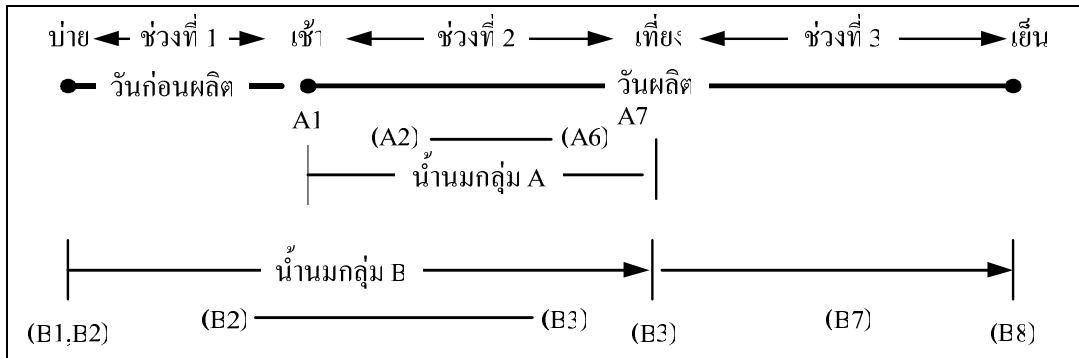 บ่าย ช่วงที่ 1 เช้า ช่วงที่ 2 เที่ยง ช่วงที่ 3 เย็น
วันก่อนผลิต วันผลิต
A1 A7
(A2) (A6)
น้ำนมกลุ่ม A
น้ำนมกลุ่ม B
(B2) (B3) (B3) (B7)
(B1,B2) (B8)